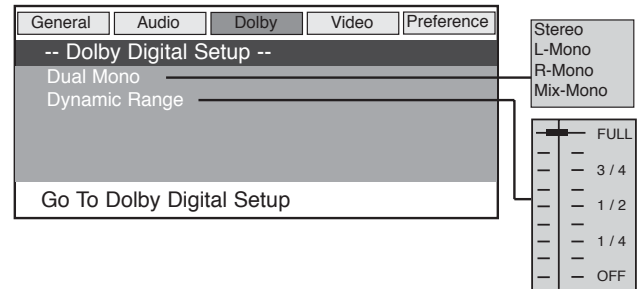 General Audio Dolby Video Preference
-- Dolby Digital Setup --
Dual Mono
Dynamic Range
Go To Dolby Digital Setup
Stereo
L-Mono
R-Mono
Mix-Mono
FULL
3 / 4
1 / 2
1 / 4
OFF